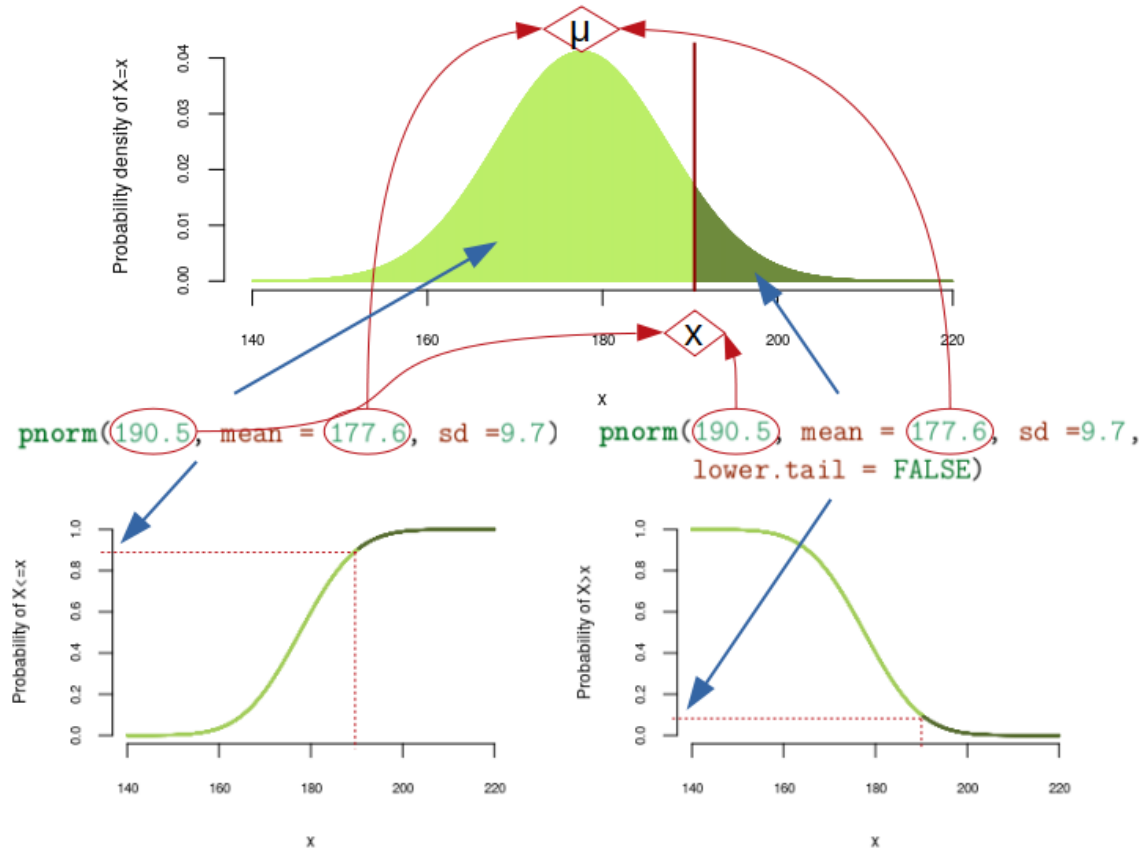 μ
Probability density of X=x
0.04
0.03
0.02
0.01
0.00
140 160 180 200 220
x
x
pnorm(190.5, mean = 177.6, sd =9.7)
pnorm(190.5, mean = 177.6, sd =9.7,
lower.tail = FALSE)
Probability of X<=x
1.0
0.8
0.6
0.4
0.2
0.0
140 160 180 200 220
x
Probability of X>x
1.0
0.8
0.6
0.4
0.2
0.0
140 160 180 200 220
x